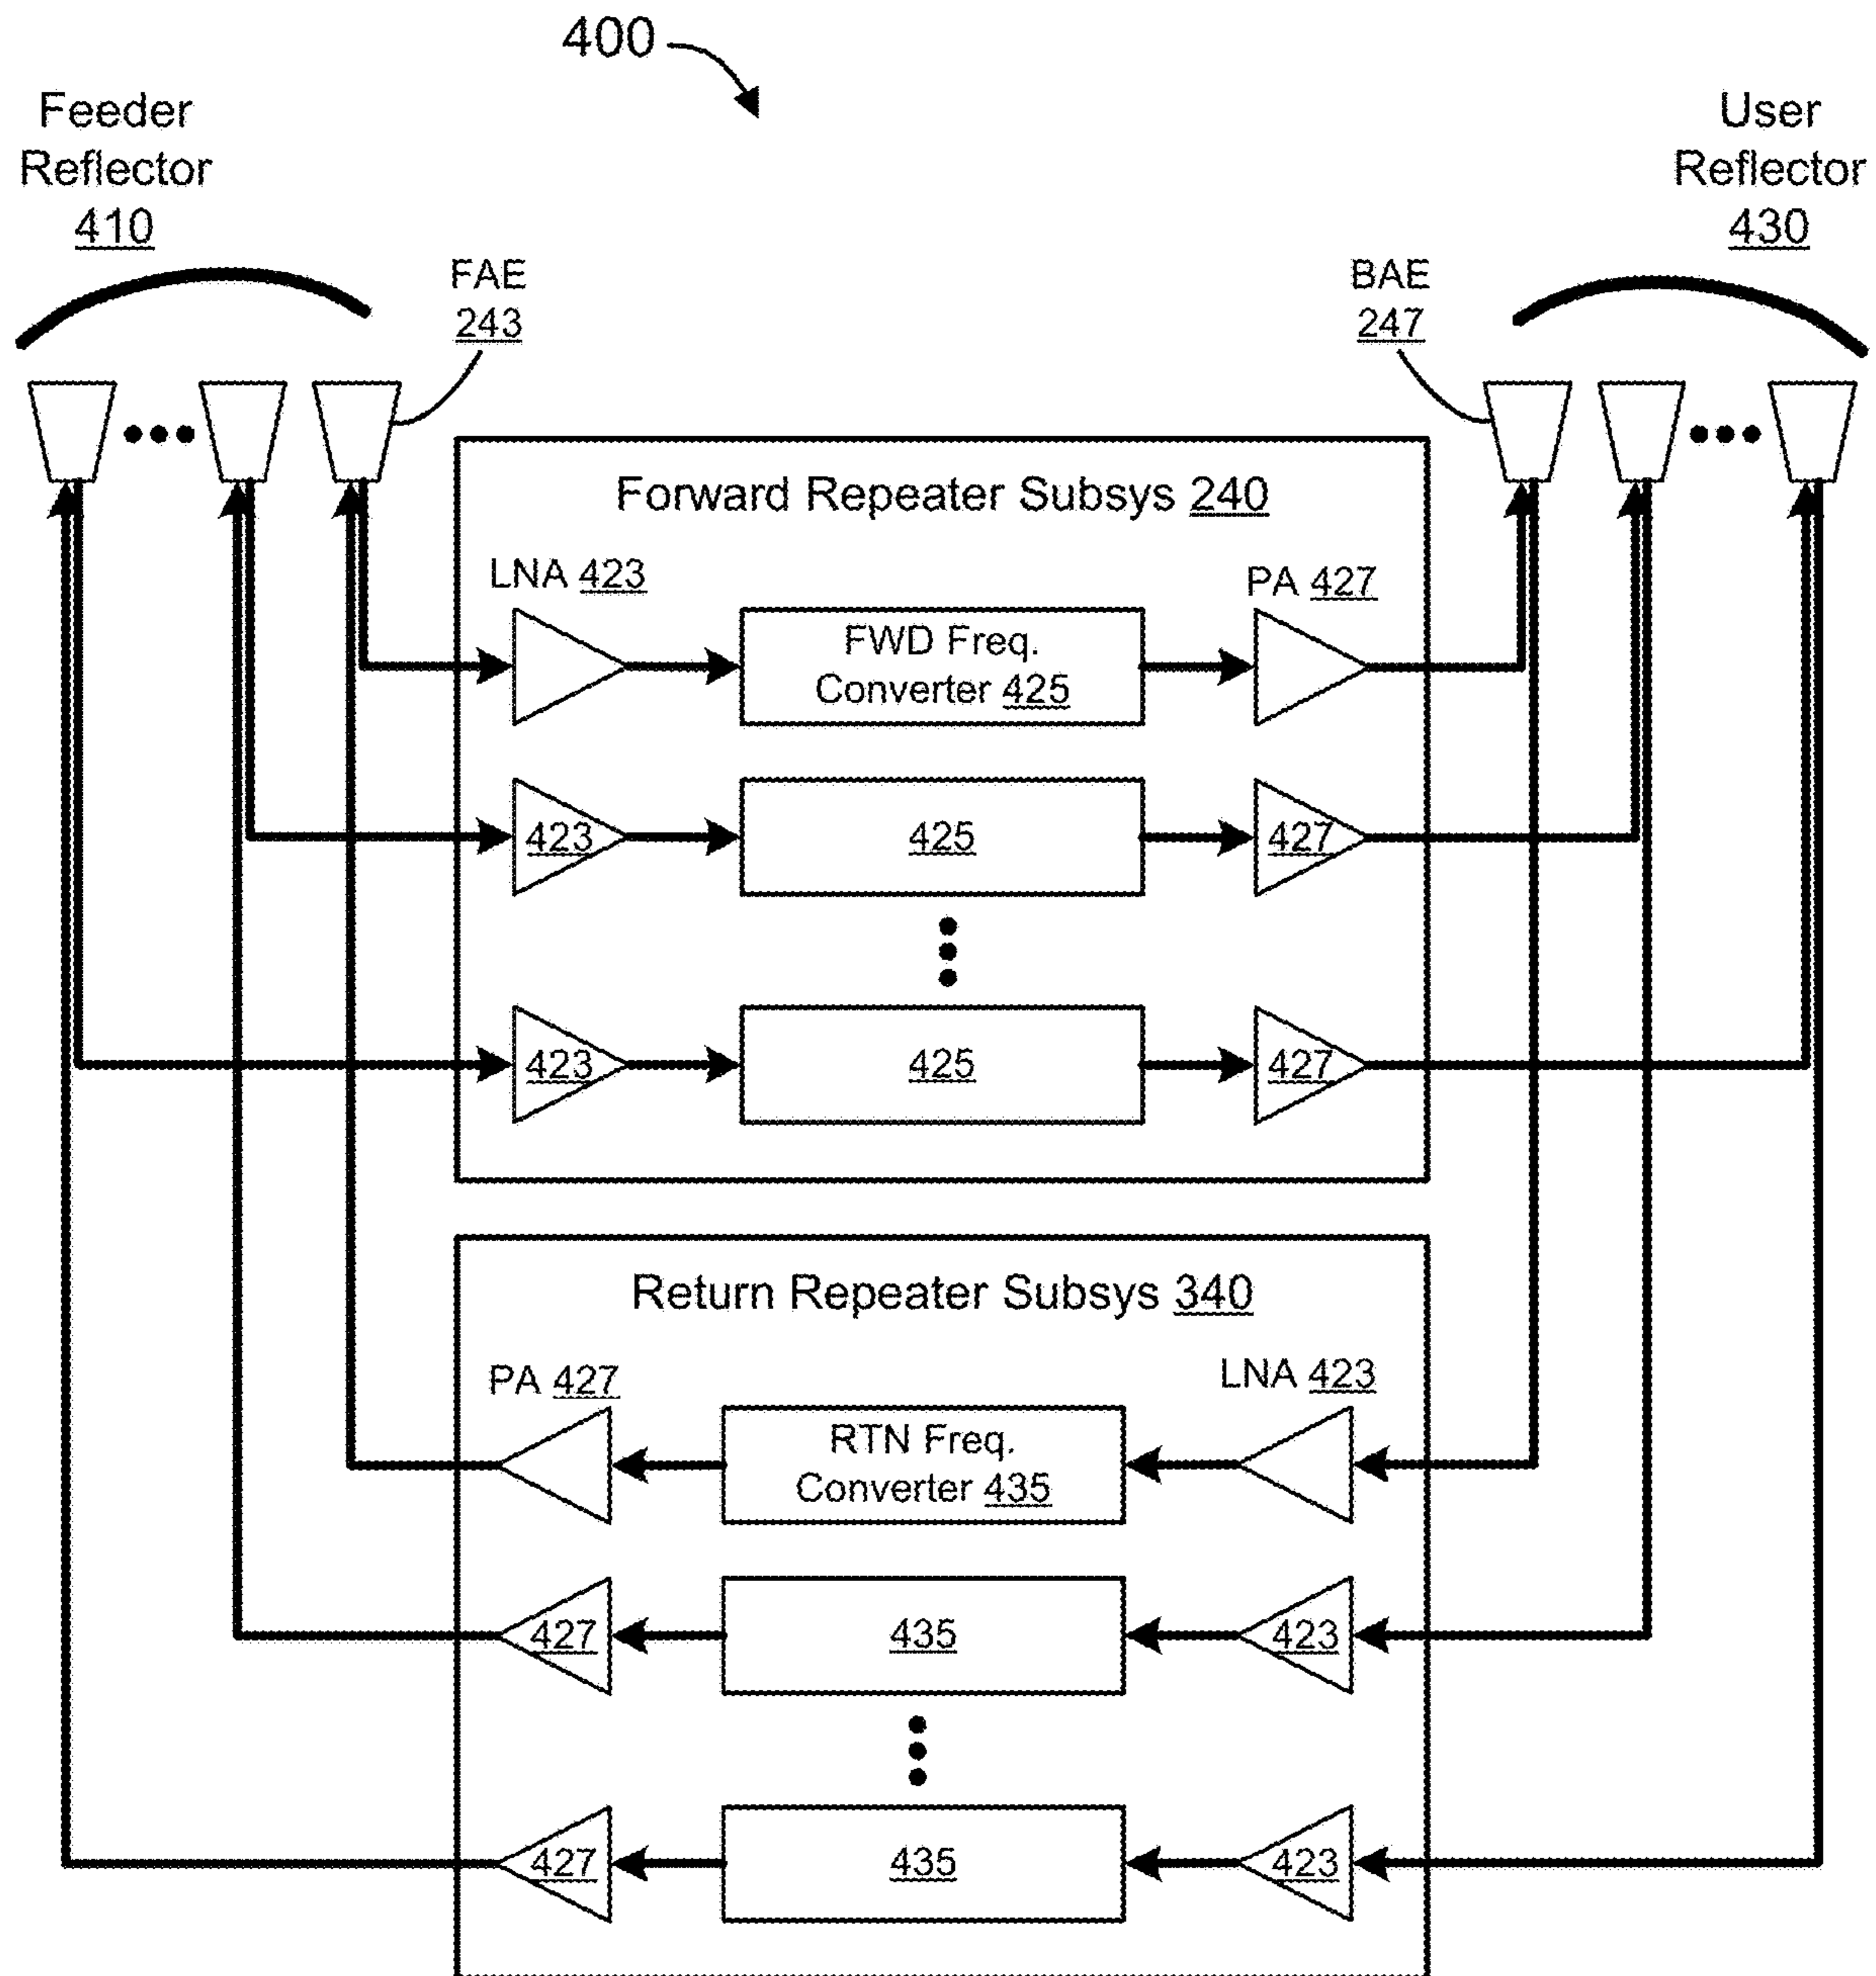 400
Feeder
Reflector
410
User
Reflector
430
FAE
243
BAE
247
Forward Repeater Subsys 240
LNA 423
PA 427
FWD Freq.
Converter 425
423
425
427
423
425
427
Return Repeater Subsys 340
PA 427
LNA 423
RTN Freq.
Converter 435
427
435
423
427
435
423